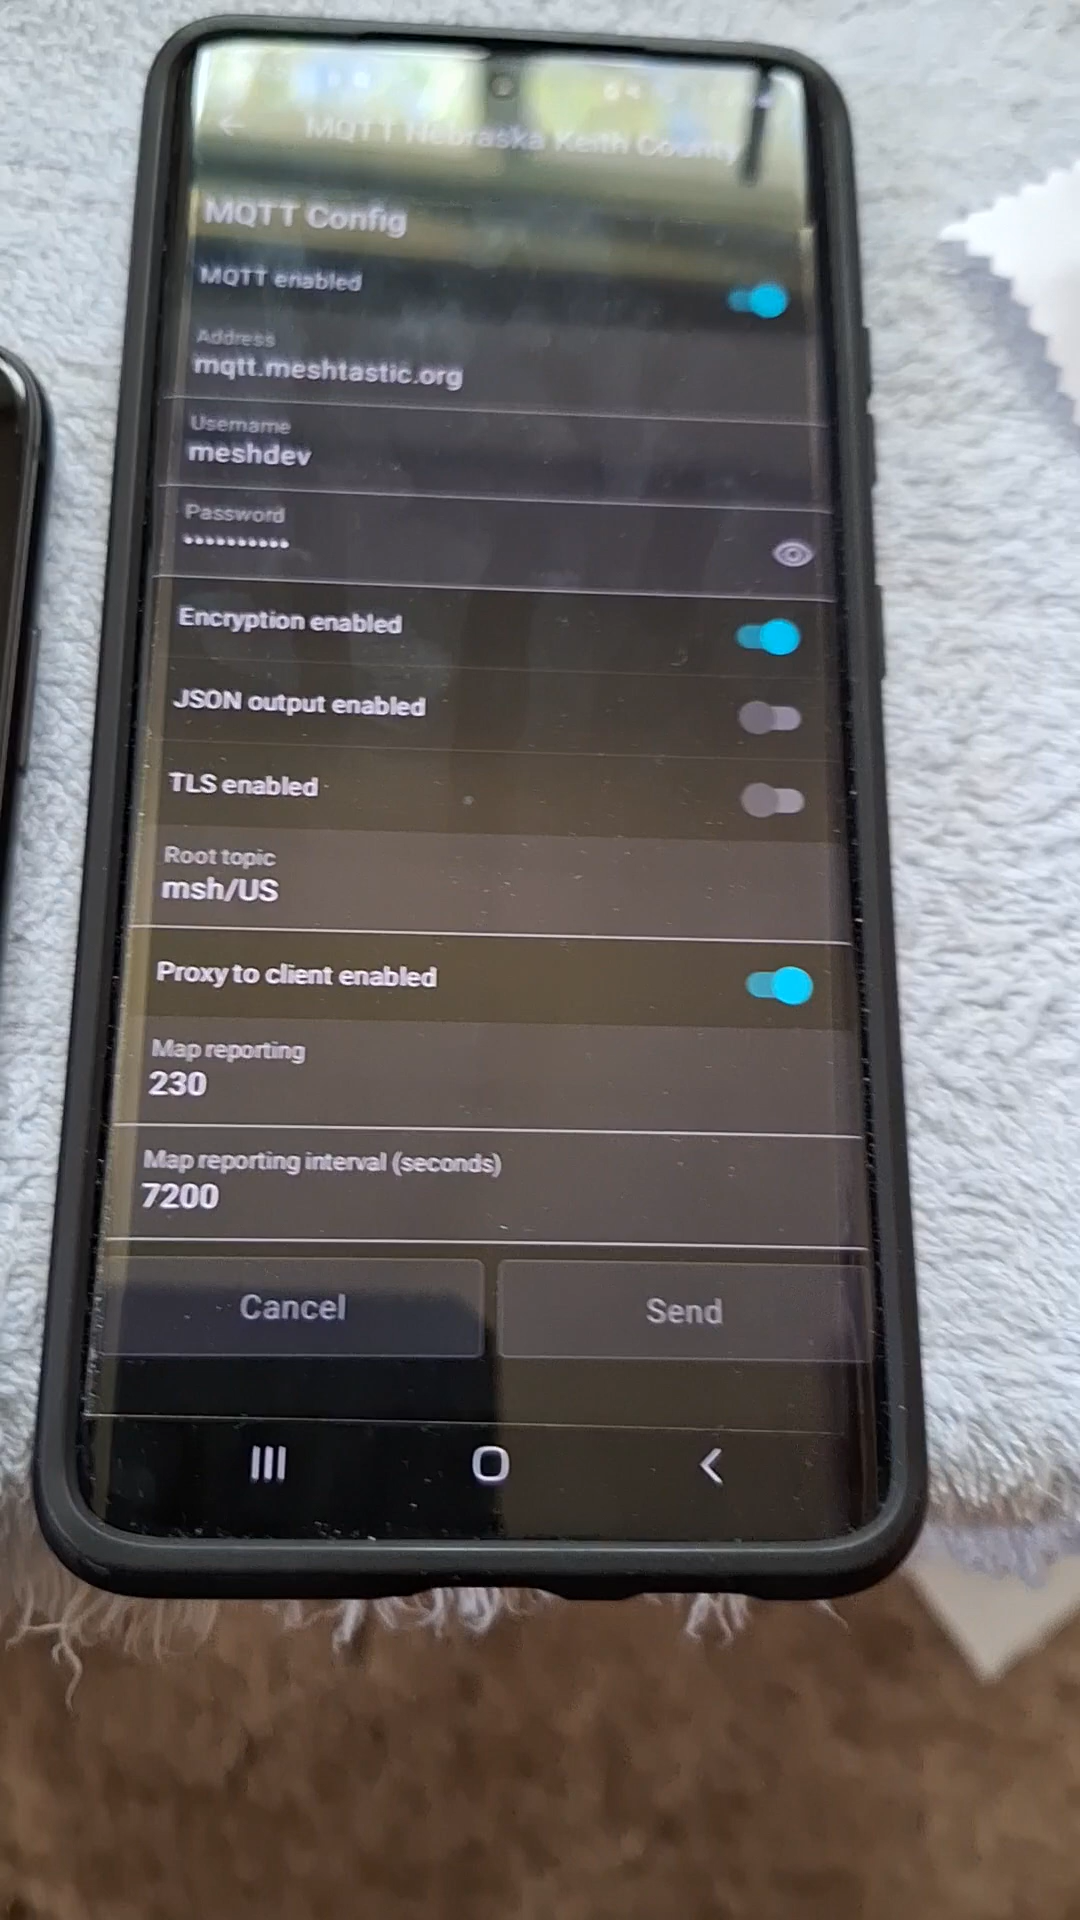 MQTT Nebraska Keith County
MQTT Config
MQTT enabled
Address
mqtt.meshtastic.org
Username
meshdev
Password
••••••••••
Encryption enabled
JSON output enabled
TLS enabled
Root topic
msh/US
Proxy to client enabled
Map reporting
230
Map reporting interval (seconds)
7200
Cancel
Send